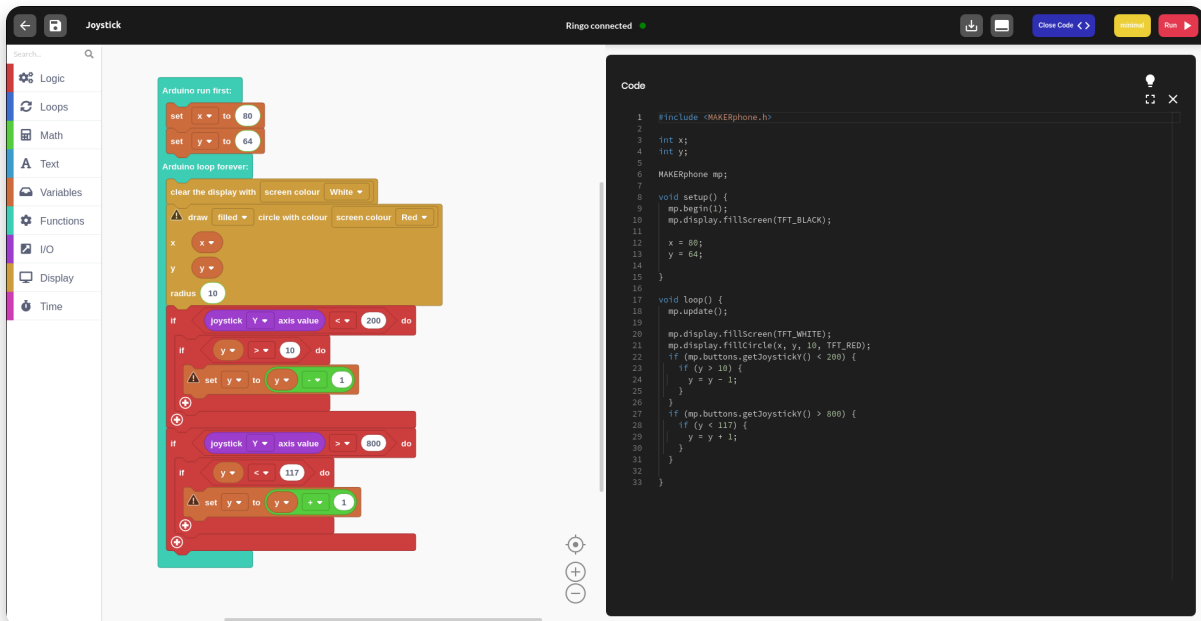 Joystick
Ringo connected
Close Code
minimal
Run
Search...
Logic
Loops
Math
Text
Variables
Functions
I/O
Display
Time
Arduino run first:
set x to 80
set y to 64
Arduino loop forever:
clear the display with screen colour White
draw filled circle with colour screen colour Red
x x
y y
radius 10
if joystick Y axis value < 200 do
if y > 10 do
set y to y - 1
if joystick Y axis value > 800 do
if y < 117 do
set y to y + 1
Code
1 #include <MAKERphone.h>
2
3 int x;
4 int y;
5
6 MAKERphone mp;
7
8 void setup() {
9 mp.begin(1);
10 mp.display.fillScreen(TFT_BLACK);
11
12 x = 80;
13 y = 64;
14
15 }
16
17 void loop() {
18 mp.update();
19
20 mp.display.fillScreen(TFT_WHITE);
21 mp.display.fillCircle(x, y, 10, TFT_RED);
22 if (mp.buttons.getJoystickY() < 200) {
23 if (y > 10) {
24 y = y - 1;
25 }
26 }
27 if (mp.buttons.getJoystickY() > 800) {
28 if (y < 117) {
29 y = y + 1;
30 }
31 }
32
33 }